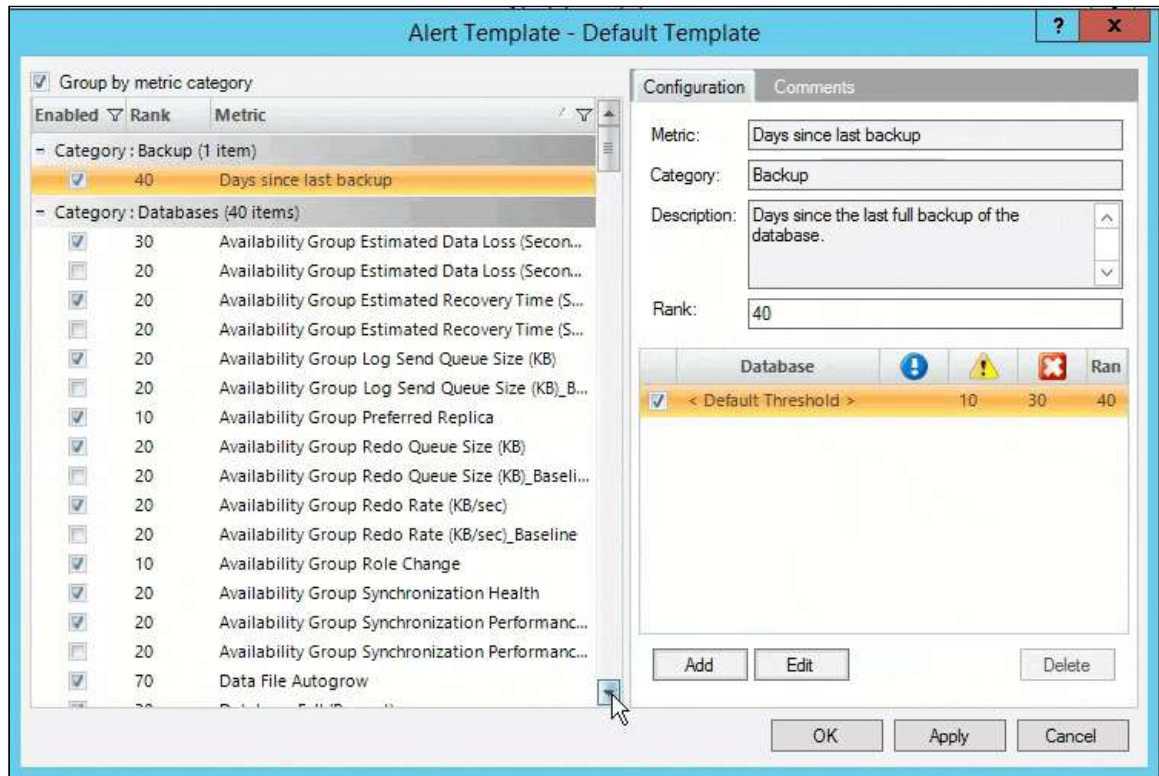 Alert Template - Default Template
? x
Group by metric category
Enabled Rank Metric
Category : Backup (1 item)
40 Days since last backup
Category : Databases (40 items)
30 Availability Group Estimated Data Loss (Secon...
20 Availability Group Estimated Data Loss (Secon...
20 Availability Group Estimated Recovery Time (S...
20 Availability Group Estimated Recovery Time (S...
20 Availability Group Log Send Queue Size (KB)
20 Availability Group Log Send Queue Size (KB)_B...
10 Availability Group Preferred Replica
20 Availability Group Redo Queue Size (KB)
20 Availability Group Redo Queue Size (KB)_Baseli...
20 Availability Group Redo Rate (KB/sec)
20 Availability Group Redo Rate (KB/sec)_Baseline
10 Availability Group Role Change
20 Availability Group Synchronization Health
20 Availability Group Synchronization Performanc...
20 Availability Group Synchronization Performanc...
70 Data File Autogrow
Configuration Comments
Metric: Days since last backup
Category: Backup
Description: Days since the last full backup of the
database.
Rank: 40
Database Ran
< Default Threshold > 10 30 40
Add Edit Delete
OK Apply Cancel